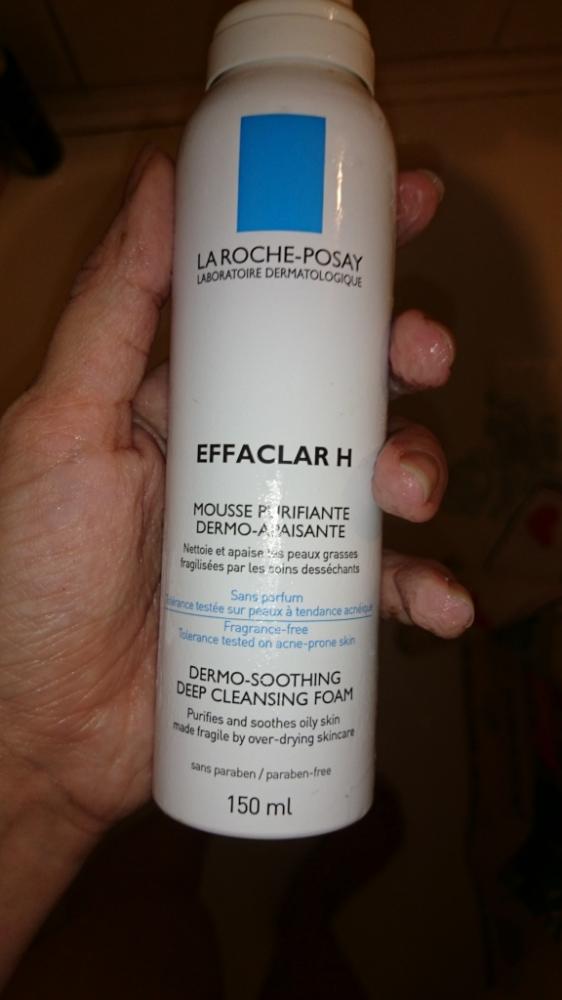 LA ROCHE-POSAY
LABORATOIRE DERMATOLOGIQUE
EFFACLAR H
MOUSSE PURIFIANTE
DERMO-APAISANTE
Nettoie et apaise les peaux grasses
fragilisées par les soins desséchants
Sans parfum
Tolérance testée sur peaux à tendance acnéique
Fragrance-free
Tolerance tested on acne-prone skin
DERMO-SOOTHING
DEEP CLEANSING FOAM
Purifies and soothes oily skin
made fragile by over-drying skincare
sans paraben / paraben-free
150 ml